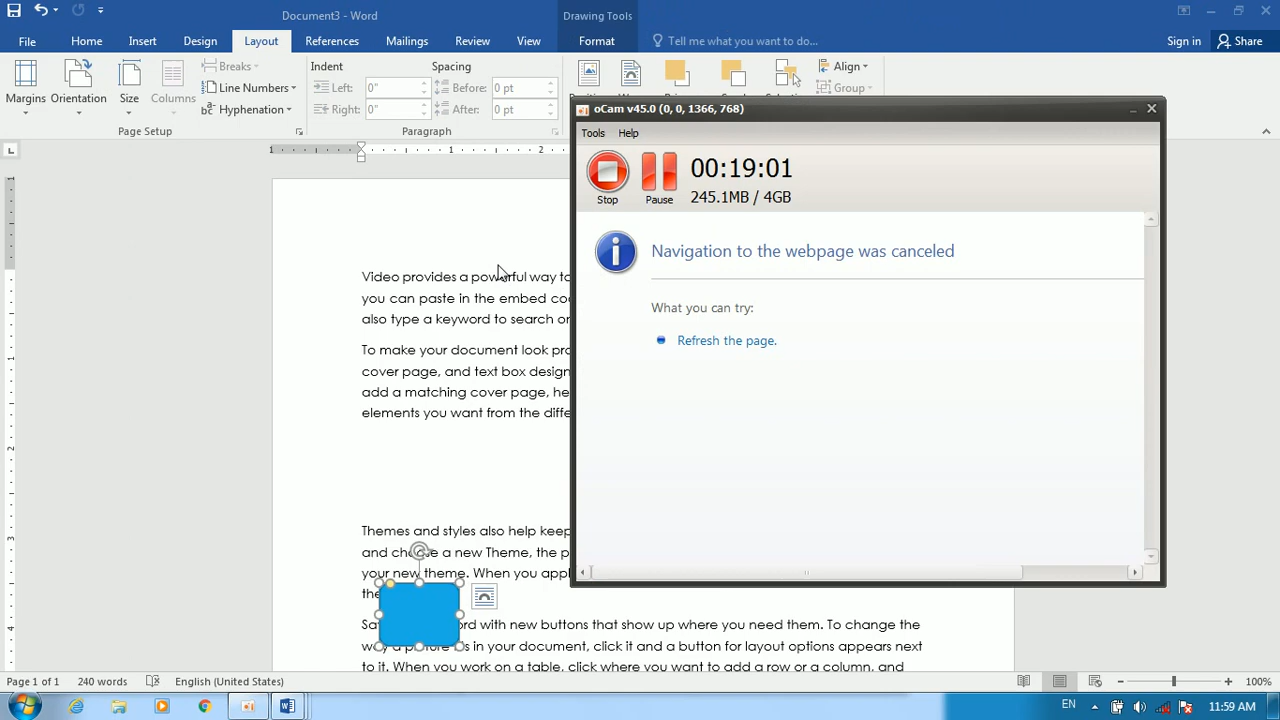 Document3 - Word
Drawing Tools
File Home Insert Design Layout References Mailings Review View Format Tell me what you want to do... Sign in Share
Margins Orientation Size Columns
Breaks
Line Numbers
Hyphenation
Page Setup
Indent
Left: 0"
Right: 0"
Spacing
Before: 0 pt
After: 0 pt
Paragraph
Align
Group
oCam v45.0 (0, 0, 1366, 768)
Tools Help
00:19:01
245.1MB / 4GB
Stop Pause
Navigation to the webpage was canceled
What you can try:
Refresh the page.
1 1 2
Video provides a powerful way to
you can paste in the embed
also type a keyword to search
To make your document look
cover page, and text box
add a matching cover page,
elements you want from the
Themes and styles also help keep
and a new Theme, the
your new theme. When you
with new buttons that show up where you need them. To change the
in your document, click it and a button for layout options appears next
to it. When you work on a table, click where you want to add a row or a column, and
1
1
2
3
4
Page 1 of 1 240 words English (United States) 100%
EN 11:59 AM